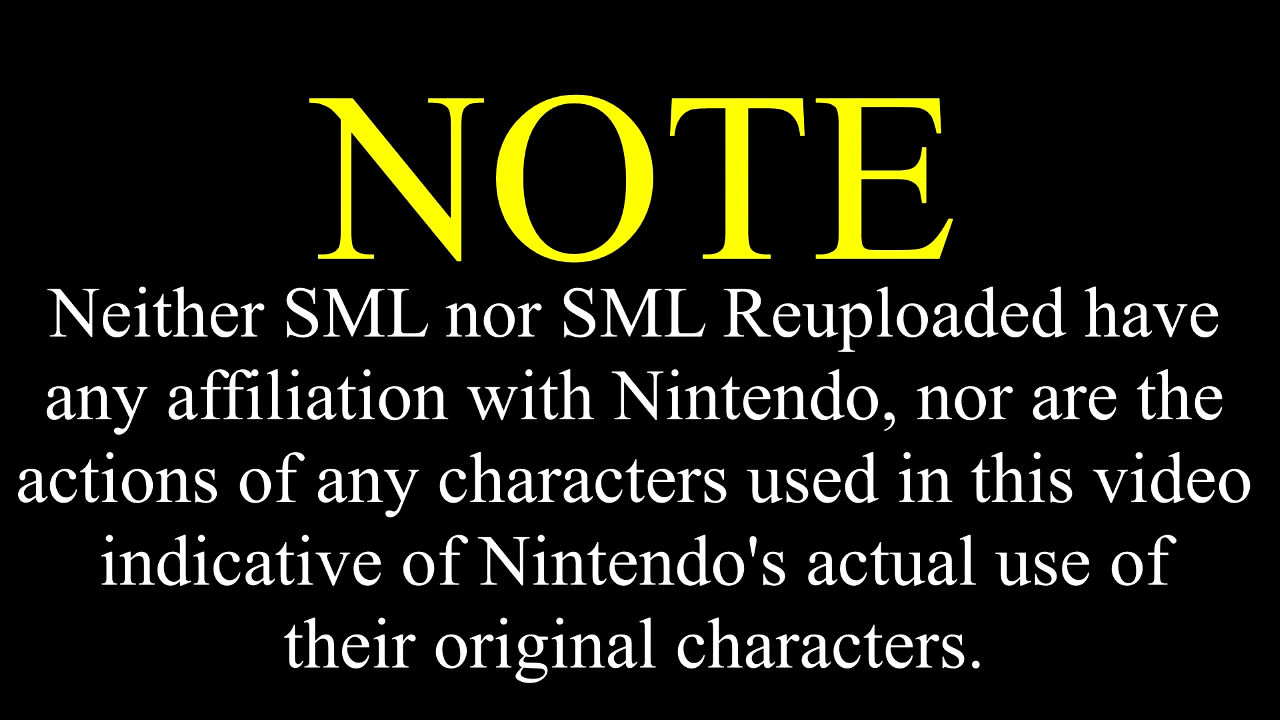 NOTE
Neither SML nor SML Reuploaded have
any affiliation with Nintendo, nor are the
actions of any characters used in this video
indicative of Nintendo's actual use of
their original characters.